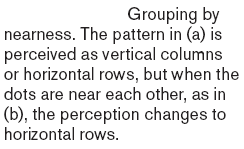 Grouping by
nearness. The pattern in (a) is
perceived as vertical columns
or horizontal rows, but when the
dots are near each other, as in
(b), the perception changes to
horizontal rows.